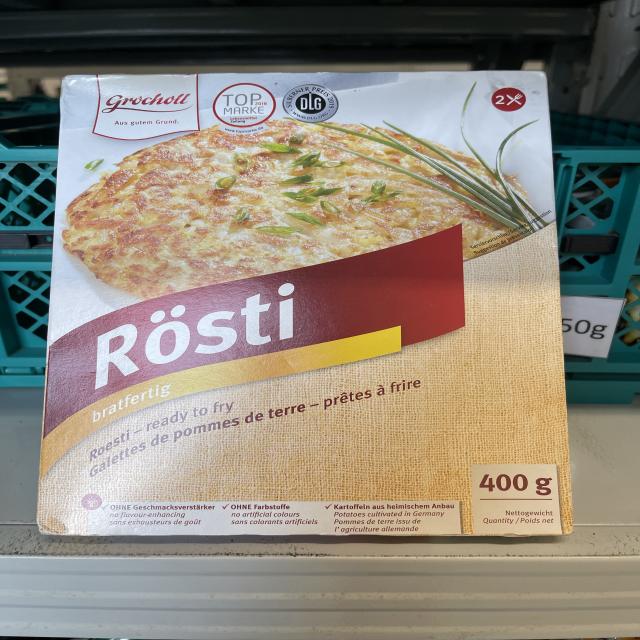 Grocholl
Aus gutem Grund.
TOP 2018
MARKE
DLG
2x
Rösti
bratfertig
Roesti – ready to fry
Galettes de pommes de terre – prêtes à frire
50g
400 g
Nettogewicht
Quantity / Poids net
OHNE Geschmacksverstärker
no flavour-enhancing
sans exhausteurs de goût
✓ OHNE Farbstoffe
no artificial colours
sans colorants artificiels
✓ Kartoffeln aus heimischem Anbau
Potatoes cultivated in Germany
Pommes de terre issu de
l' agriculture allemande